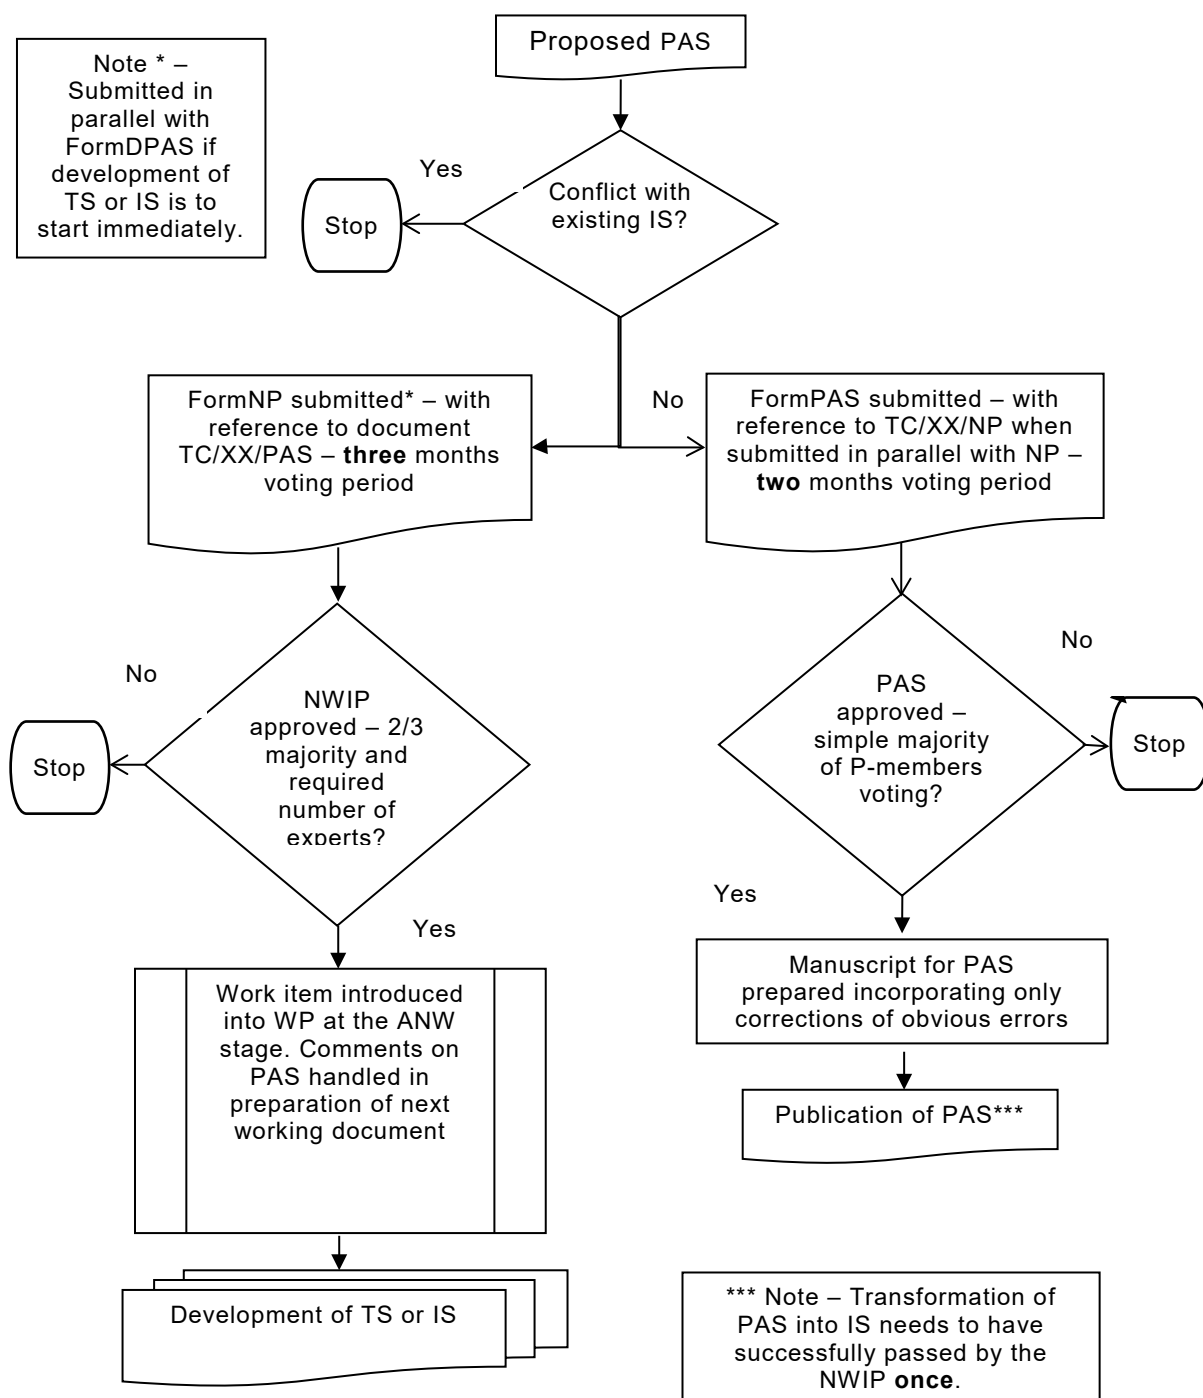 Proposed PAS
Note * –
Submitted in
parallel with
FormDPAS if
development of
TS or IS is to
start immediately.
Yes
Conflict with
existing IS?
Stop
FormNP submitted* – with
reference to document
TC/XX/PAS – three months
voting period
No
FormPAS submitted – with
reference to TC/XX/NP when
submitted in parallel with NP –
two months voting period
No
NWIP
approved – 2/3
majority and
required
number of
experts?
Stop
No
PAS
approved –
simple majority
of P-members
voting?
Stop
Yes
Yes
Work item introduced
into WP at the ANW
stage. Comments on
PAS handled in
preparation of next
working document
Manuscript for PAS
prepared incorporating only
corrections of obvious errors
Publication of PAS***
Development of TS or IS
*** Note – Transformation of
PAS into IS needs to have
successfully passed by the
NWIP once.